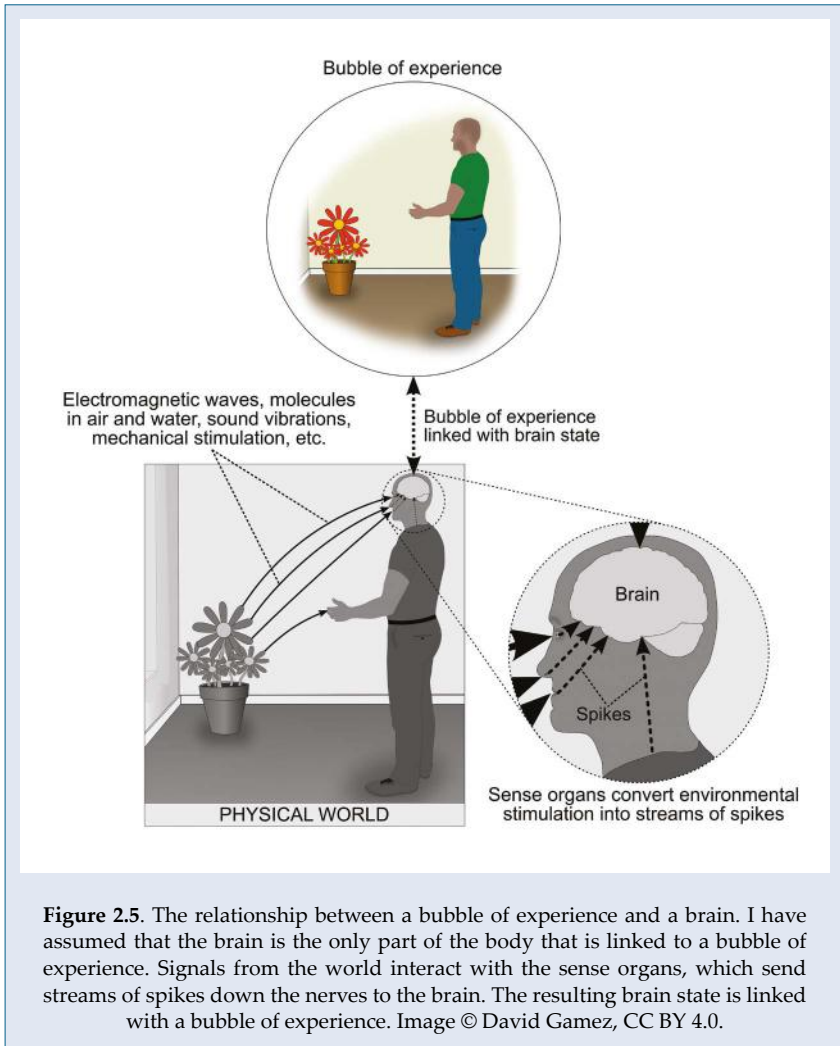 Bubble of experience
Electromagnetic waves, molecules
in air and water, sound vibrations,
mechanical stimulation, etc.
Bubble of experience
linked with brain state
Brain
Spikes
PHYSICAL WORLD
Sense organs convert environmental
stimulation into streams of spikes
Figure 2.5. The relationship between a bubble of experience and a brain. I have
assumed that the brain is the only part of the body that is linked to a bubble of
experience. Signals from the world interact with the sense organs, which send
streams of spikes down the nerves to the brain. The resulting brain state is linked
with a bubble of experience. Image © David Gamez, CC BY 4.0.